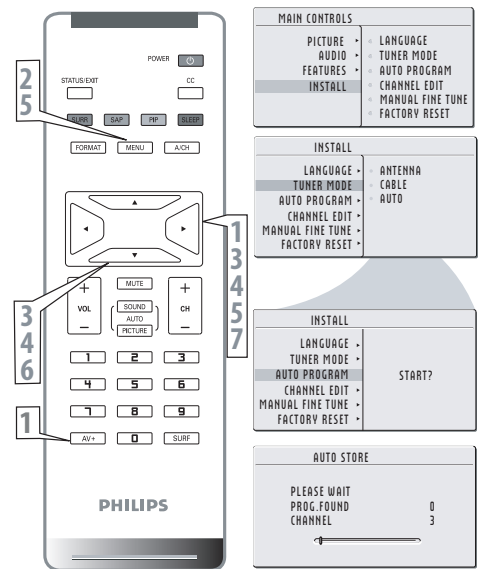 POWER
STATUS/EXIT
CC
SURR
SAP
PIP
SLEEP
FORMAT
MENU
A/CH
2
5
1
3
4
5
7
3
4
6
1
+
MUTE
+
VOL
SOUND
AUTO
PICTURE
CH
–
–
1
2
3
4
5
6
7
8
9
AV+
0
SURF
PHILIPS
MAIN CONTROLS
PICTURE
AUDIO
FEATURES
INSTALL
LANGUAGE
TUNER MODE
AUTO PROGRAM
CHANNEL EDIT
MANUAL FINE TUNE
FACTORY RESET
INSTALL
LANGUAGE
TUNER MODE
AUTO PROGRAM
CHANNEL EDIT
MANUAL FINE TUNE
FACTORY RESET
ANTENNA
CABLE
AUTO
INSTALL
LANGUAGE
TUNER MODE
AUTO PROGRAM
CHANNEL EDIT
MANUAL FINE TUNE
FACTORY RESET
START?
AUTO STORE
PLEASE WAIT
PROG.FOUND 0
CHANNEL 3